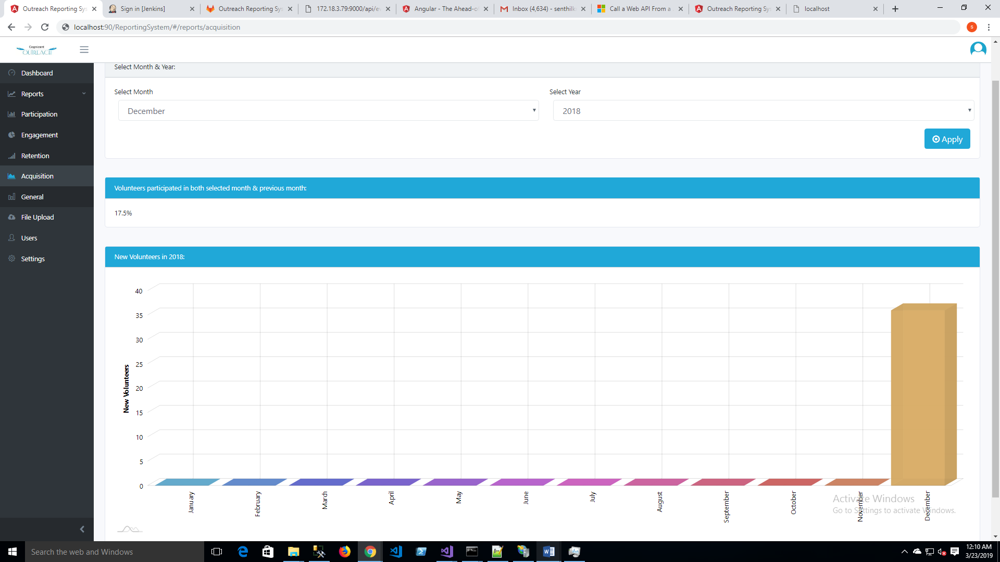 Outreach Reporting Sys
Sign in [Jenkins]
Outreach Reporting Sys
172.18.3.79:9000/api/ev
Angular - The Ahead-o
Inbox (4,634) - senthilk
Call a Web API From a
Outreach Reporting Sys
localhost
localhost:90/ReportingSystem/#/reports/acquisition
s
Cognizant
OUTREACH
Dashboard
Reports
Participation
Engagement
Retention
Acquisition
General
File Upload
Users
Settings
Select Month & Year:
Select Month
Select Year
December
2018
Apply
Volunteers participated in both selected month & previous month:
17.5%
New Volunteers in 2018:
New Volunteers
40
35
30
25
20
15
10
5
0
January
February
March
April
May
June
July
August
September
October
November
December
Activate Windows
Go to Settings to activate Windows.
Search the web and Windows
12:10 AM
3/23/2019